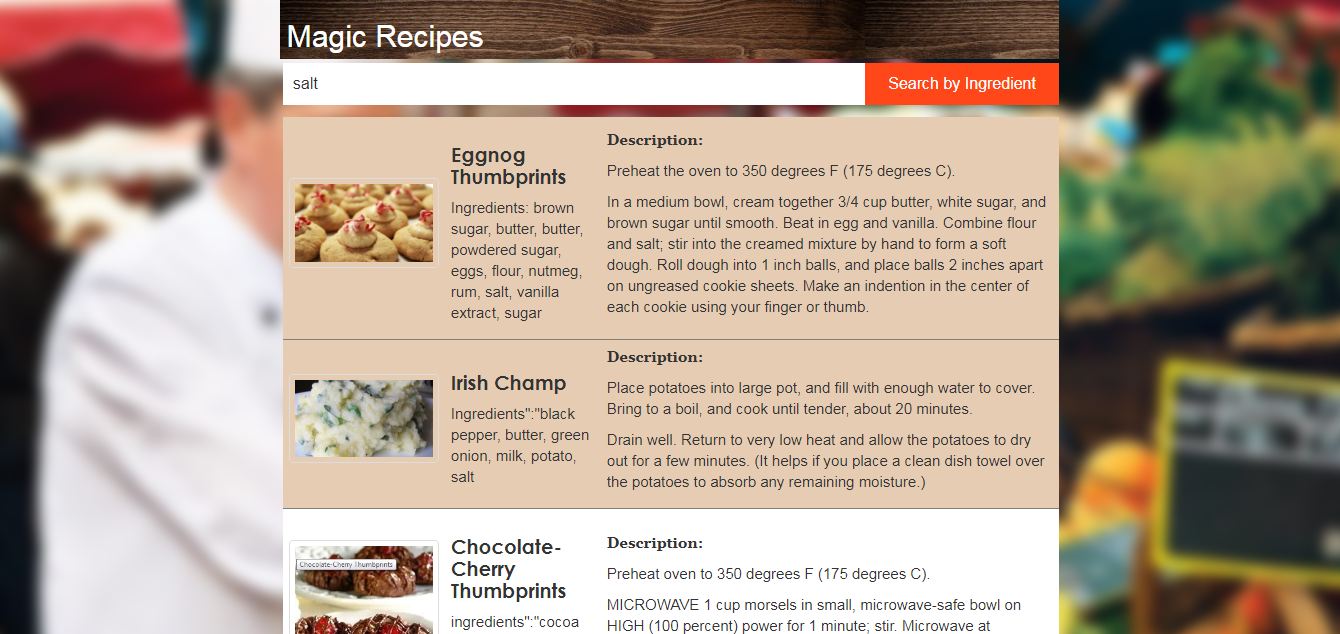 Magic Recipes
salt
Search by Ingredient
Eggnog
Thumbprints
Ingredients: brown
sugar, butter, butter,
powdered sugar,
eggs, flour, nutmeg,
rum, salt, vanilla
extract, sugar
Description:
Preheat the oven to 350 degrees F (175 degrees C).
In a medium bowl, cream together 3/4 cup butter, white sugar, and
brown sugar until smooth. Beat in egg and vanilla. Combine flour
and salt; stir into the creamed mixture by hand to form a soft
dough. Roll dough into 1 inch balls, and place balls 2 inches apart
on ungreased cookie sheets. Make an indention in the center of
each cookie using your finger or thumb.
Irish Champ
Ingredients":"black
pepper, butter, green
onion, milk, potato,
salt
Description:
Place potatoes into large pot, and fill with enough water to cover.
Bring to a boil, and cook until tender, about 20 minutes.
Drain well. Return to very low heat and allow the potatoes to dry
out for a few minutes. (It helps if you place a clean dish towel over
the potatoes to absorb any remaining moisture.)
Chocolate-Cherry Thumbprints
Chocolate-
Cherry
Thumbprints
ingredients":"cocoa
Description:
Preheat oven to 350 degrees F (175 degrees C).
MICROWAVE 1 cup morsels in small, microwave-safe bowl on
HIGH (100 percent) power for 1 minute; stir. Microwave at